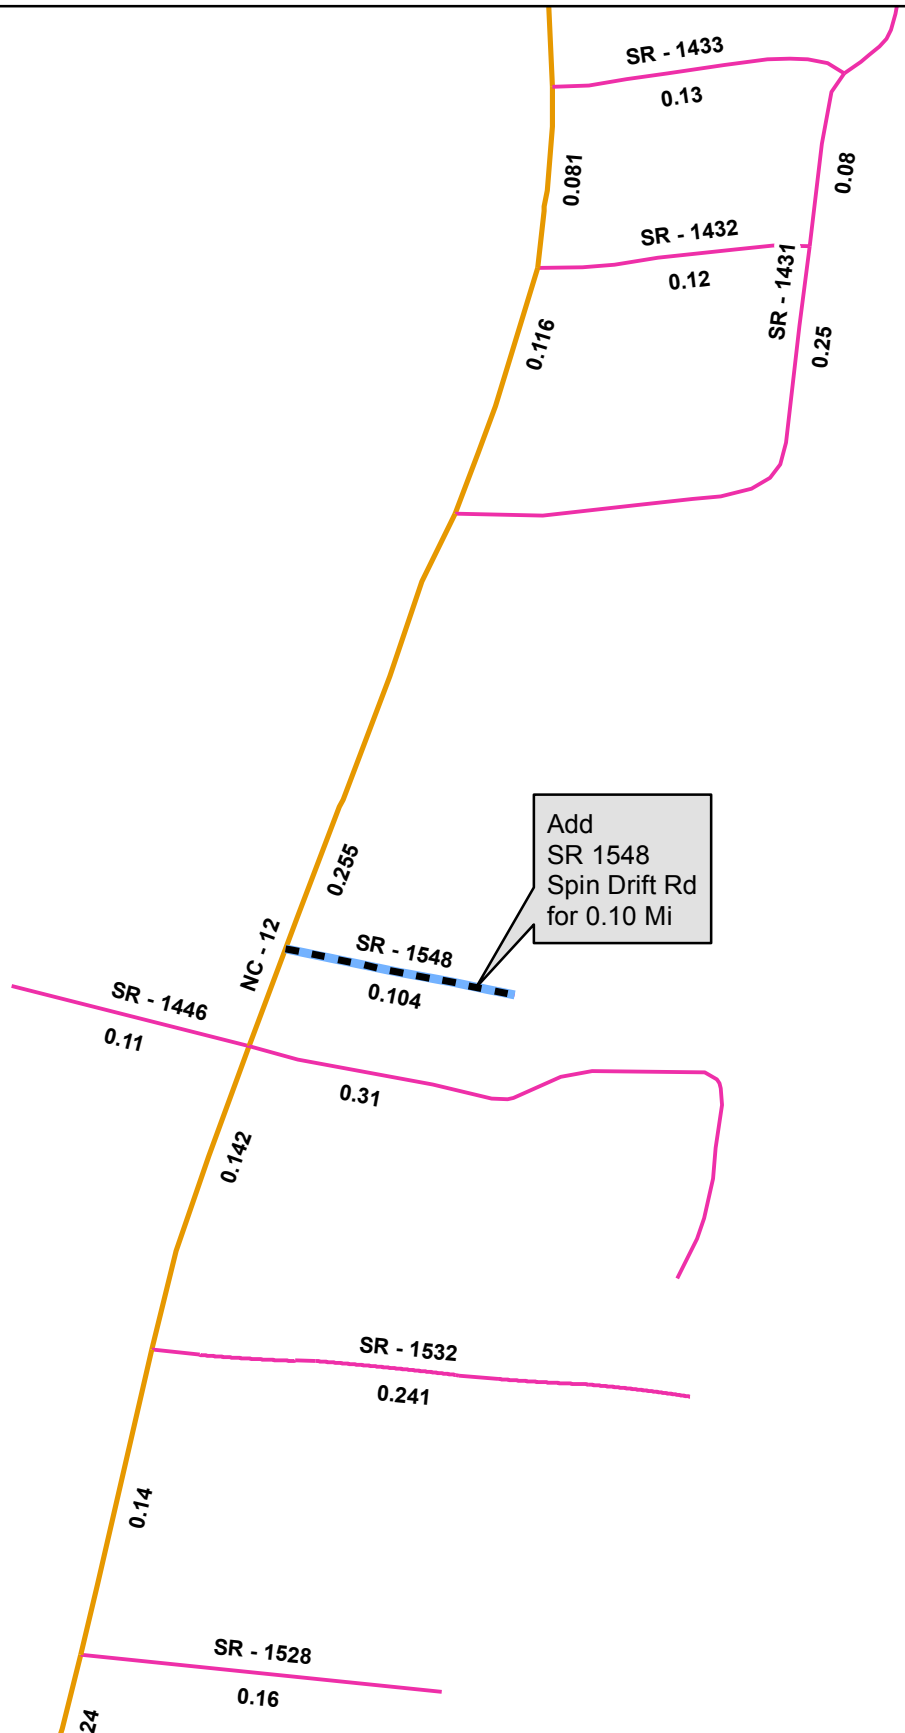 SR - 1433
0.13
0.081
0.08
SR - 1432
0.12
SR - 1431
0.116
0.25
Add
SR 1548
Spin Drift Rd
for 0.10 Mi
0.255
NC - 12
SR - 1548
0.104
SR - 1446
0.11
0.31
0.142
SR - 1532
0.241
0.14
SR - 1528
0.16
24